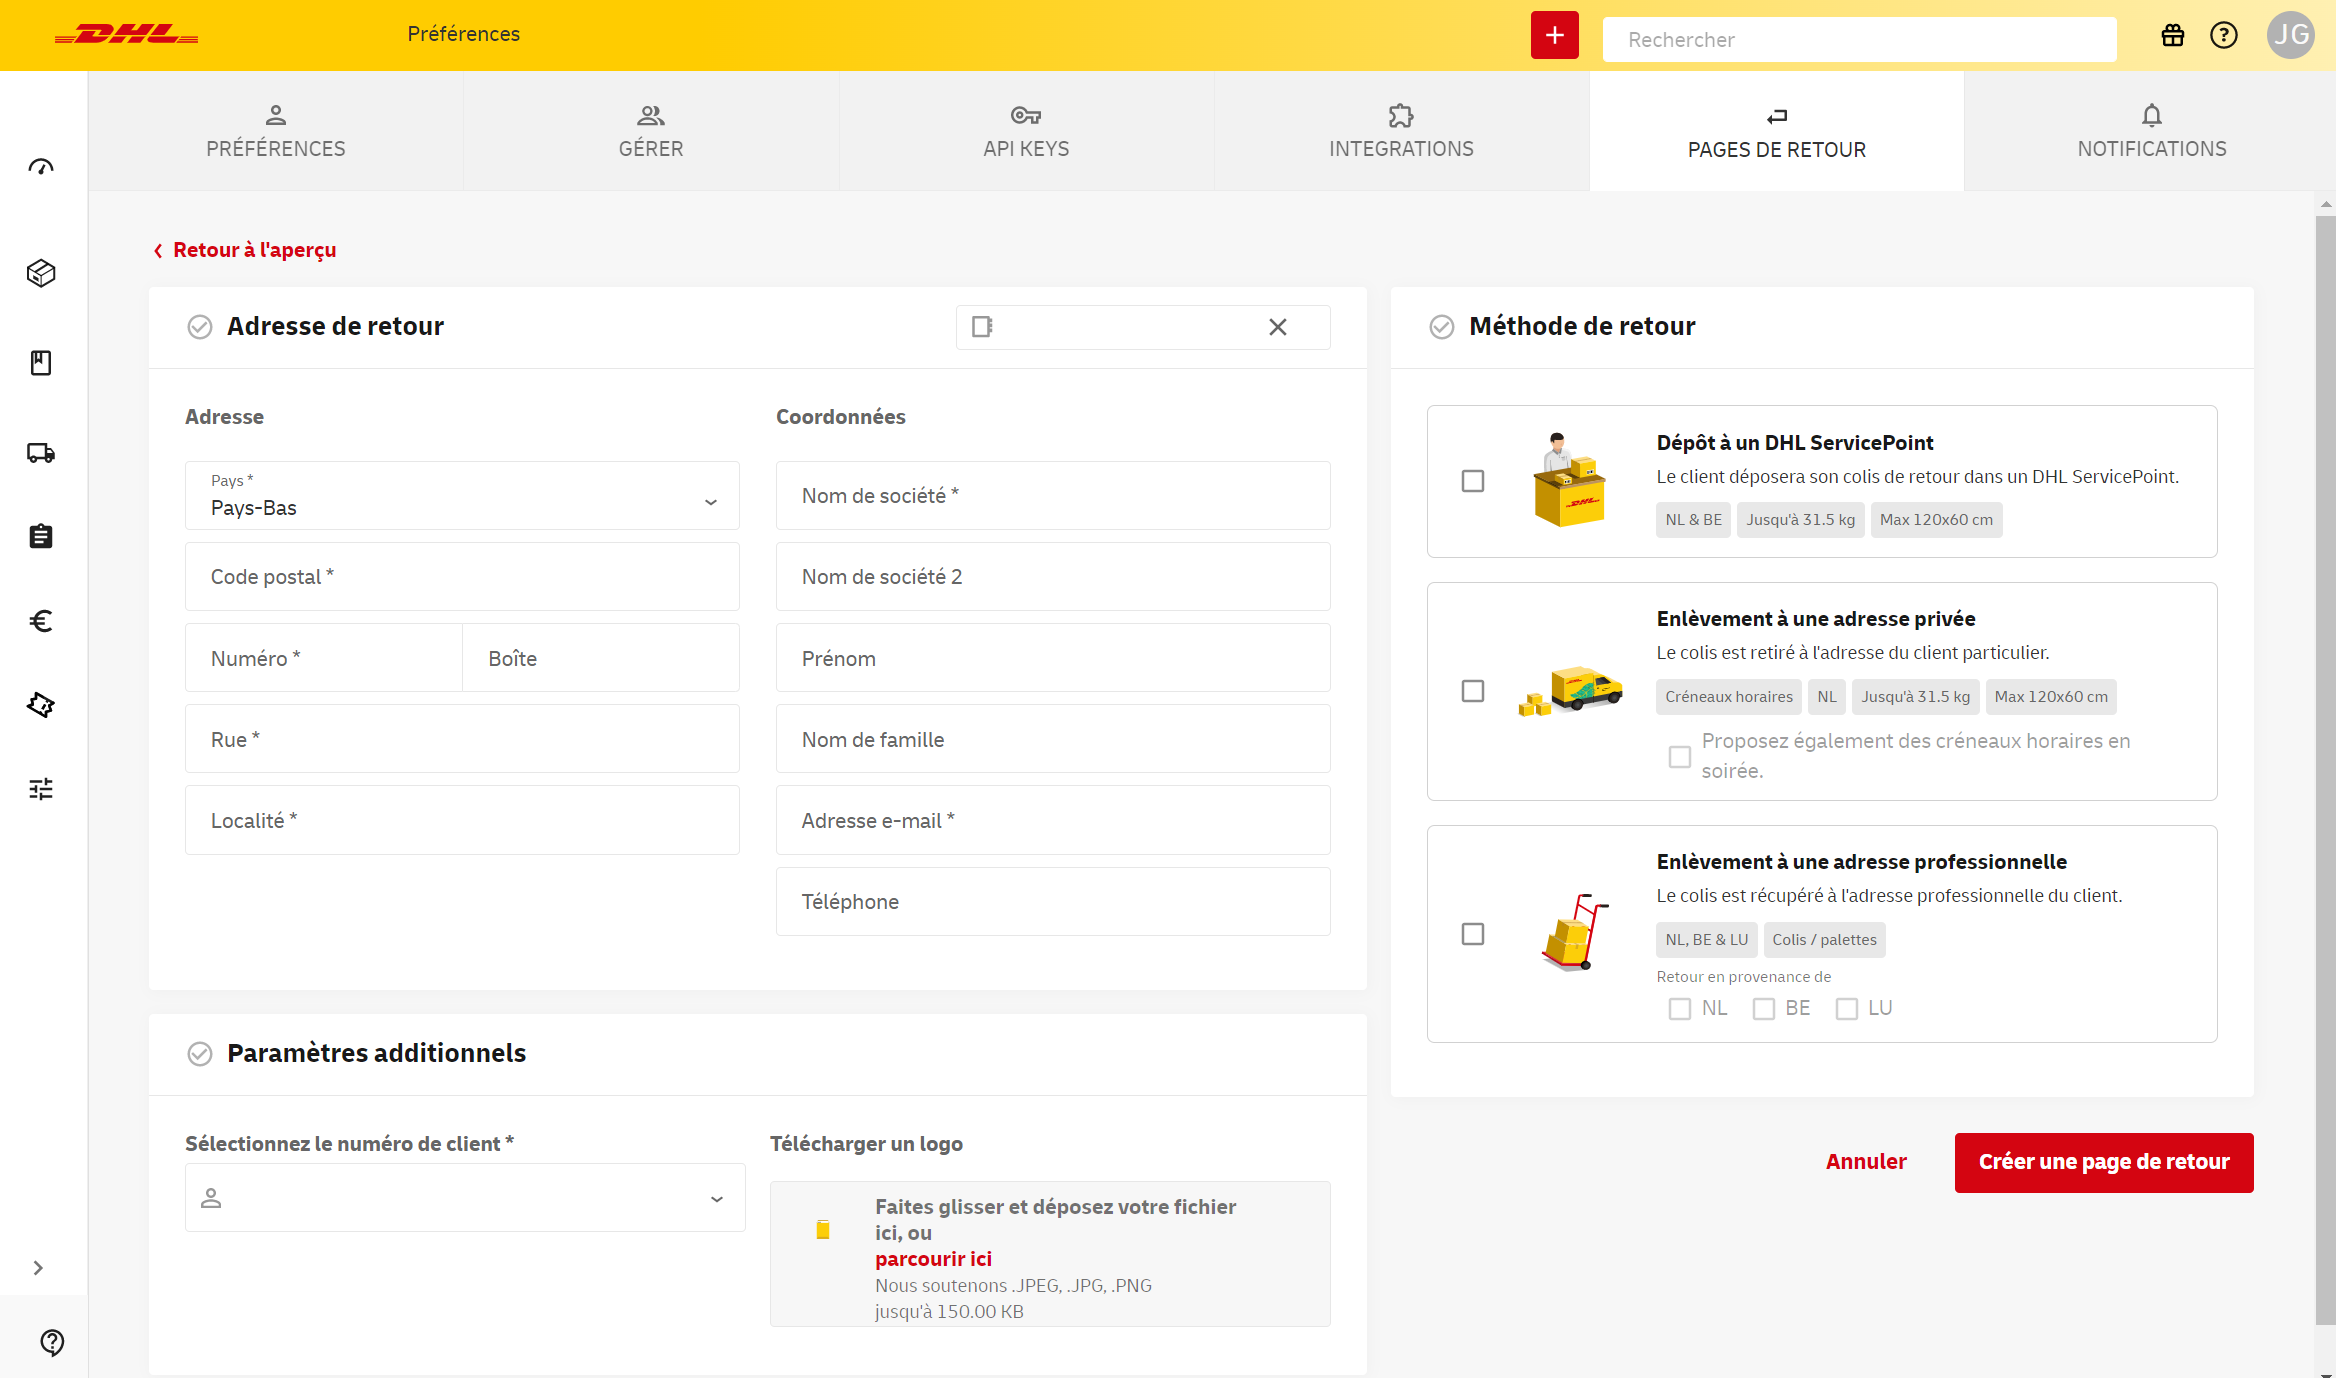 DHL
Préférences
+
Rechercher
JG
PRÉFÉRENCES
GÉRER
API KEYS
INTEGRATIONS
PAGES DE RETOUR
NOTIFICATIONS
Retour à l'aperçu
Adresse de retour
Adresse
Coordonnées
Pays *
Pays-Bas
Nom de société *
Code postal *
Nom de société 2
Numéro *
Boîte
Prénom
Rue *
Nom de famille
Localité *
Adresse e-mail *
Téléphone
Paramètres additionnels
Sélectionnez le numéro de client *
Télécharger un logo
Faites glisser et déposez votre fichier
ici, ou
parcourir ici
Nous soutenons .JPEG, .JPG, .PNG
jusqu'à 150.00 KB
Méthode de retour
Dépôt à un DHL ServicePoint
Le client déposera son colis de retour dans un DHL ServicePoint.
NL & BE
Jusqu'à 31.5 kg
Max 120x60 cm
Enlèvement à une adresse privée
Le colis est retiré à l'adresse du client particulier.
Créneaux horaires
NL
Jusqu'à 31.5 kg
Max 120x60 cm
Proposez également des créneaux horaires en
soirée.
Enlèvement à une adresse professionnelle
Le colis est récupéré à l'adresse professionnelle du client.
NL, BE & LU
Colis / palettes
Retour en provenance de
NL
BE
LU
Annuler
Créer une page de retour